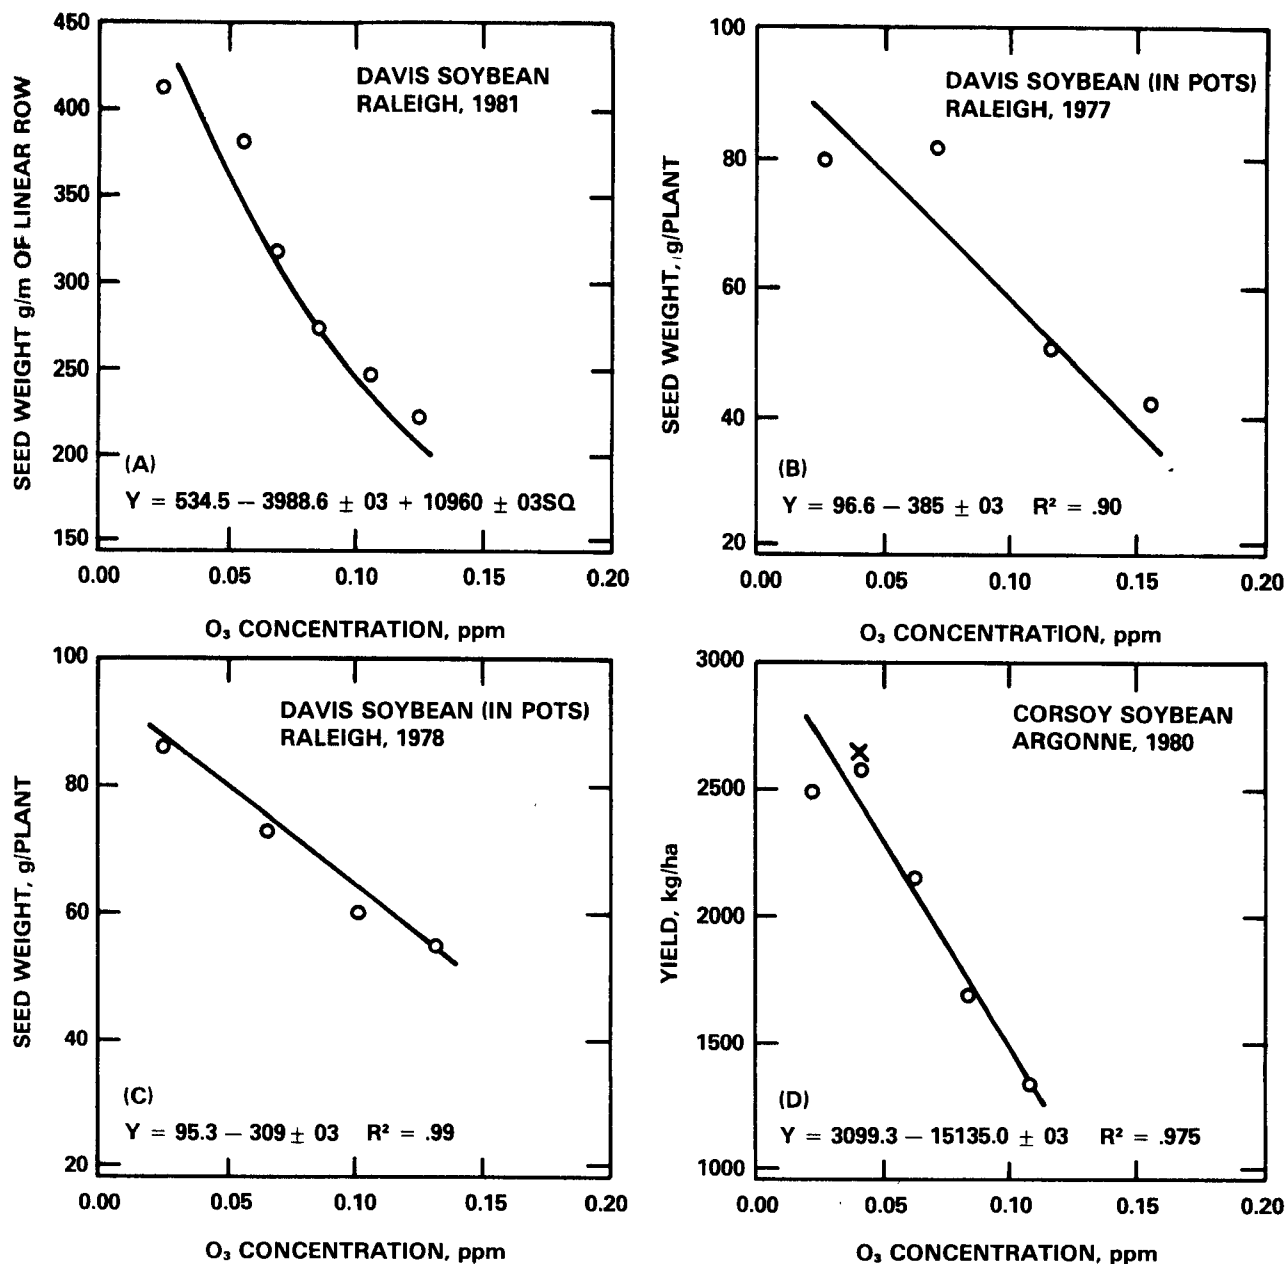 450
400
350
300
250
200
150
SEED WEIGHT g/m OF LINEAR ROW
DAVIS SOYBEAN
RALEIGH, 1981
(A)
Y = 534.5 – 3988.6 ± 03 + 10960 ± 03SQ
0.00 0.05 0.10 0.15 0.20
O₃ CONCENTRATION, ppm
100
80
60
40
20
SEED WEIGHT, g/PLANT
DAVIS SOYBEAN (IN POTS)
RALEIGH, 1977
(B)
Y = 96.6 – 385 ± 03 R² = .90
0.00 0.05 0.10 0.15 0.20
O₃ CONCENTRATION, ppm
100
80
60
40
20
SEED WEIGHT, g/PLANT
DAVIS SOYBEAN (IN POTS)
RALEIGH, 1978
(C)
Y = 95.3 – 309 ± 03 R² = .99
0.00 0.05 0.10 0.15 0.20
O₃ CONCENTRATION, ppm
3000
2500
2000
1500
1000
YIELD, kg/ha
CORSOY SOYBEAN
ARGONNE, 1980
(D)
Y = 3099.3 – 15135.0 ± 03 R² = .975
0.00 0.05 0.10 0.15 0.20
O₃ CONCENTRATION, ppm